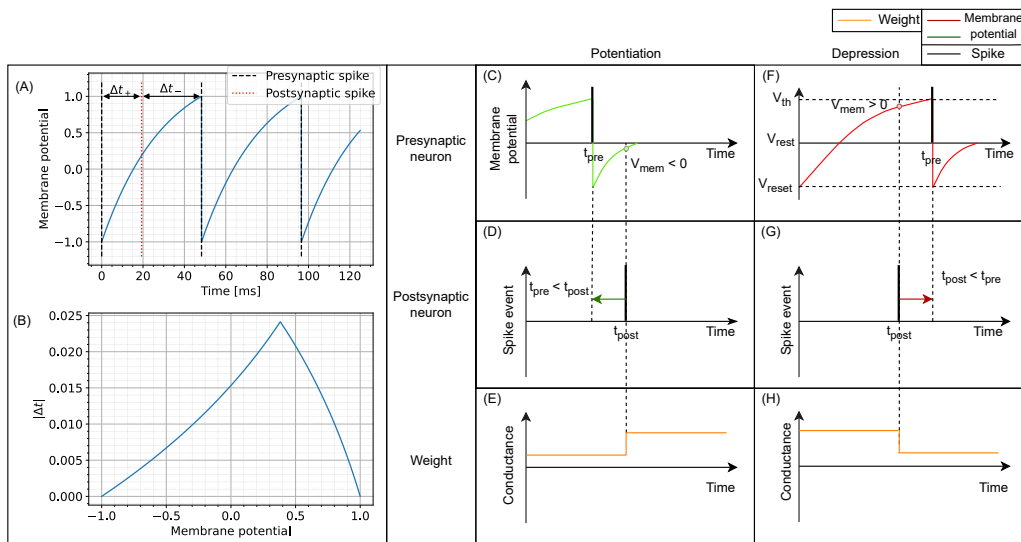 Weight
Membrane
potential
Spike
Potentiation
Depression
(A)
Δt+
Δt−
Presynaptic spike
Postsynaptic spike
Membrane potential
1.0
0.5
0.0
−0.5
−1.0
0
20
40
60
80
100
120
Time [ms]
(B)
|Δt|
0.025
0.020
0.015
0.010
0.005
0.000
−1.0
−0.5
0.0
0.5
1.0
Membrane potential
Presynaptic
neuron
Postsynaptic
neuron
Weight
(C)
Membrane
potential
tpre
Time
Vmem < 0
(F)
Vth
Vmem > 0
Vrest
Time
tpre
Vreset
(D)
Spike event
tpre < tpost
Time
tpost
(G)
Spike event
tpost < tpre
Time
tpost
(E)
Conductance
Time
(H)
Conductance
Time